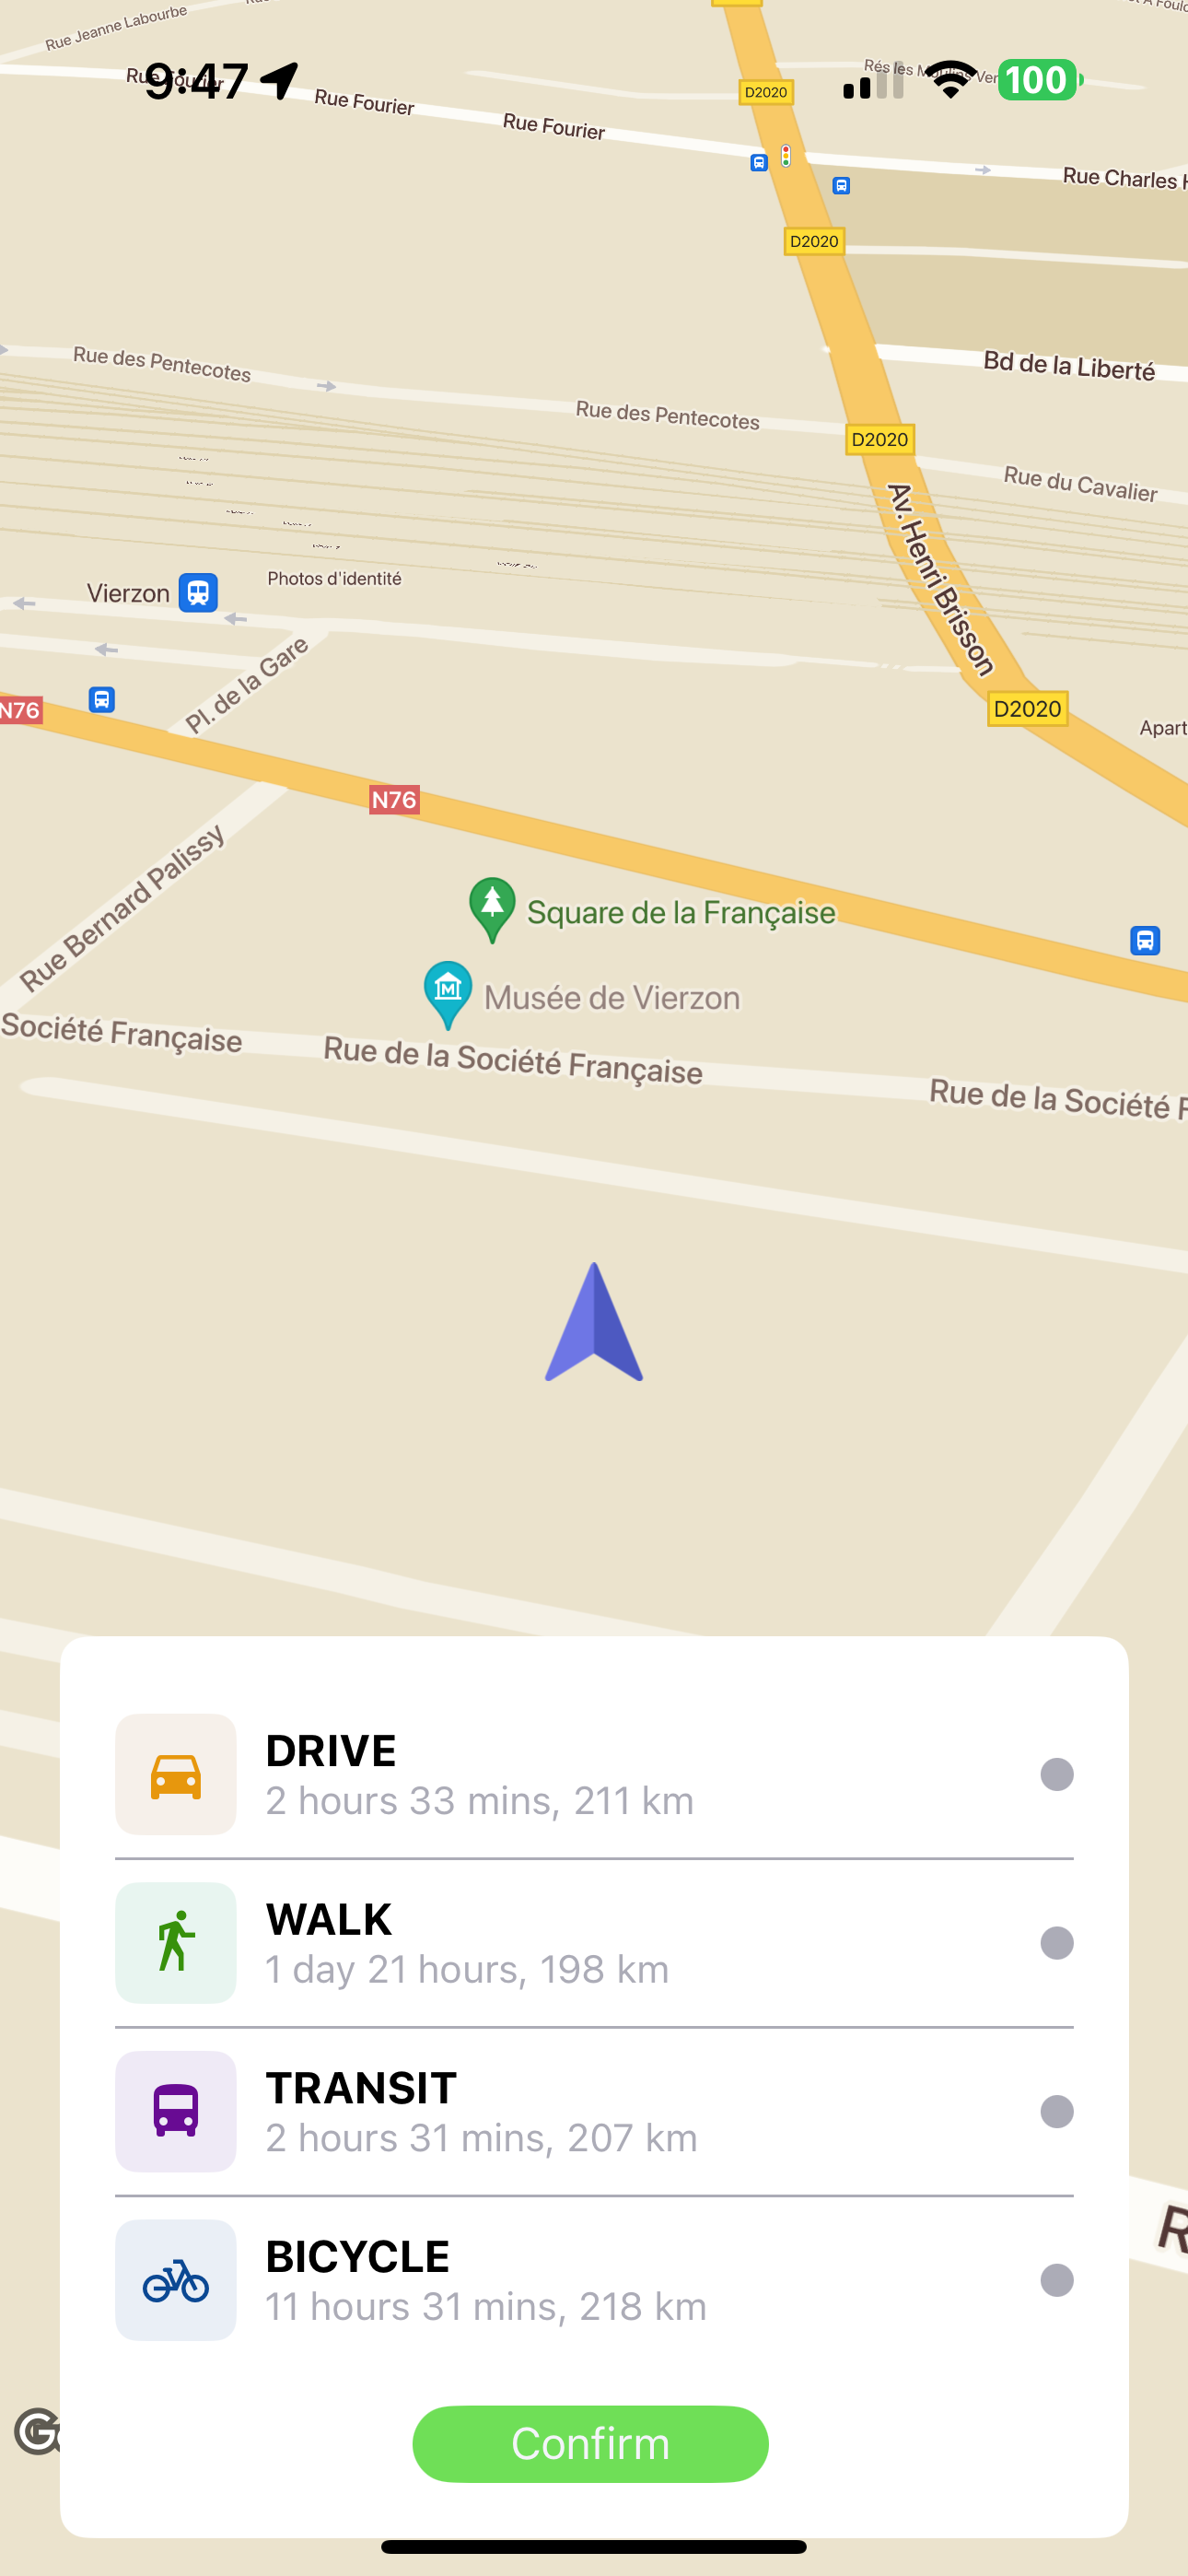 Rue Jeanne Labourbe
9:47
100
Rue Fourier
Rue Fourier
Rue Fourier
D2020
Rue Charles
D2020
Bd de la Liberté
Rue des Pentecotes
Rue des Pentecotes
D2020
Rue du Cavalier
Av. Henri Brisson
Photos d'identité
Vierzon
Pl. de la Gare
N76
D2020
Apart
N76
Rue Bernard Palissy
Square de la Française
Musée de Vierzon
Société Française
Rue de la Société Française
Rue de la Société F
DRIVE
2 hours 33 mins, 211 km
WALK
1 day 21 hours, 198 km
TRANSIT
2 hours 31 mins, 207 km
R
BICYCLE
11 hours 31 mins, 218 km
Confirm